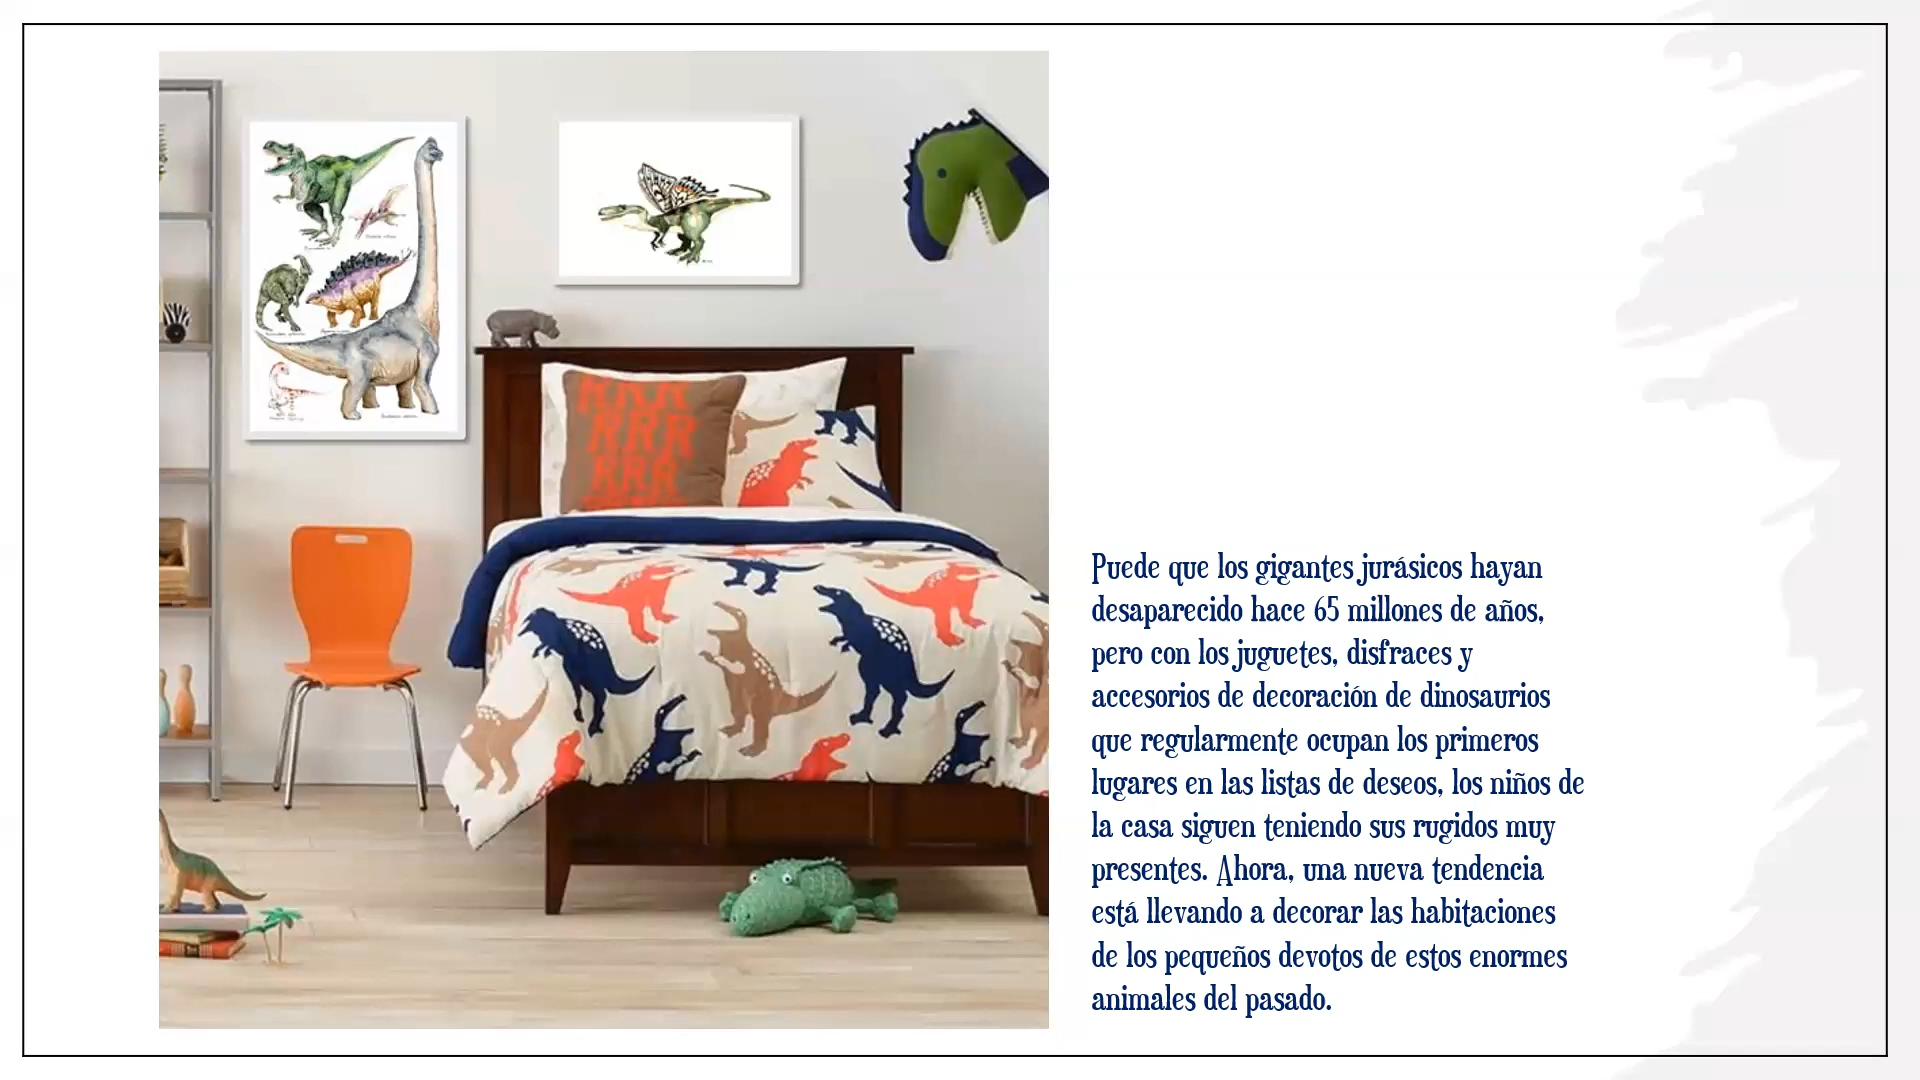 RRR
RRR
RRR
Puede que los gigantes jurásicos hayan
desaparecido hace 65 millones de años,
pero con los juguetes, disfraces y
accesorios de decoración de dinosaurios
que regularmente ocupan los primeros
lugares en las listas de deseos, los niños de
la casa siguen teniendo sus rugidos muy
presentes. Ahora, una nueva tendencia
está llevando a decorar las habitaciones
de los pequeños devotos de estos enormes
animales del pasado.